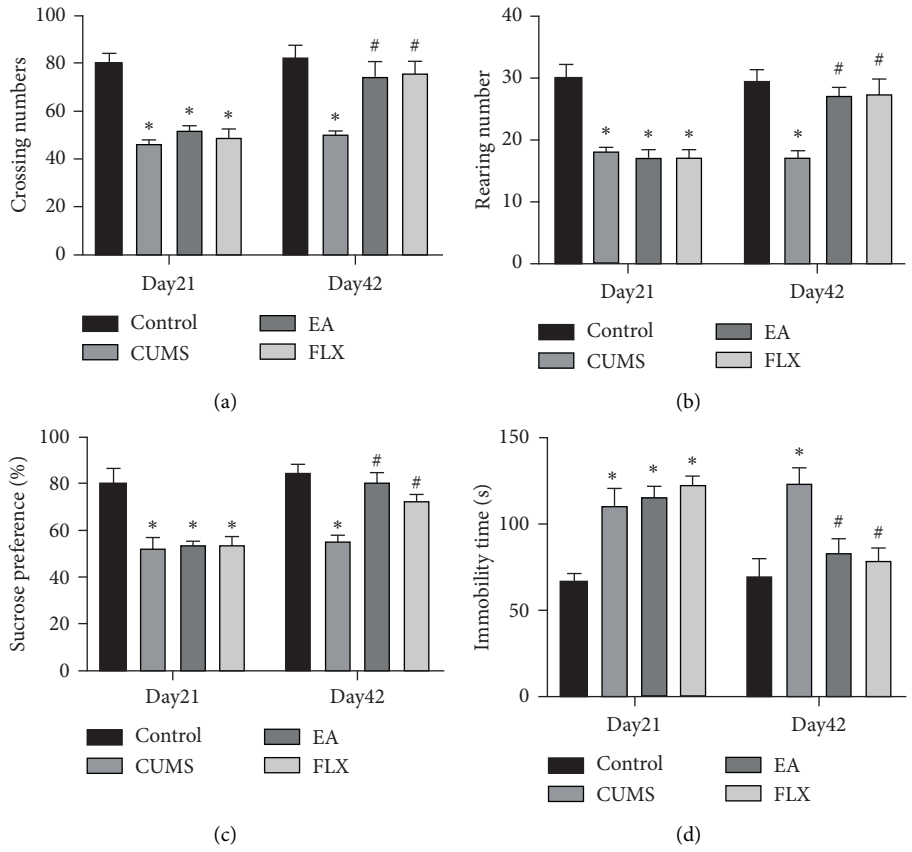 100
80
60
40
20
0
Crossing numbers
* * *
*
# #
Day21 Day42
Control EA
CUMS FLX
(a)
40
30
20
10
0
Rearing number
* * *
*
# #
Day21 Day42
Control EA
CUMS FLX
(b)
100
80
60
40
20
0
Sucrose preference (%)
* * *
*
# #
Day21 Day42
Control EA
CUMS FLX
(c)
150
100
50
0
Immobility time (s)
* * *
*
# #
Day21 Day42
Control EA
CUMS FLX
(d)